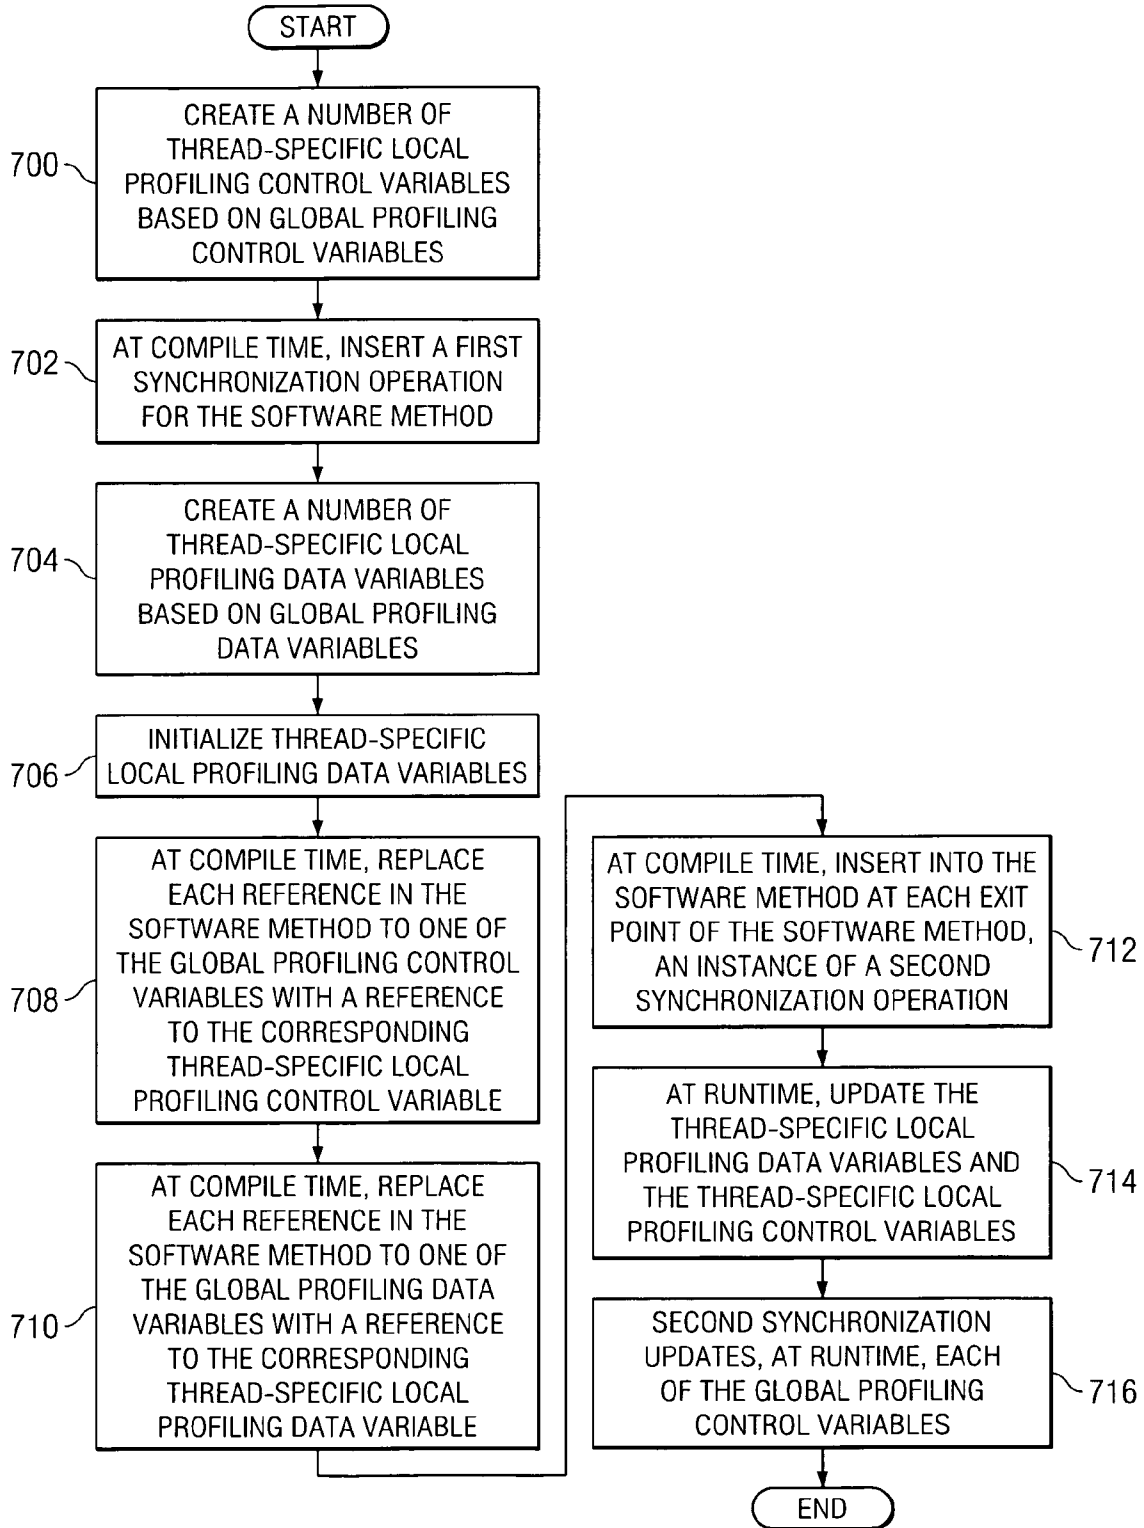 START
700
CREATE A NUMBER OF
THREAD-SPECIFIC LOCAL
PROFILING CONTROL VARIABLES
BASED ON GLOBAL PROFILING
CONTROL VARIABLES
702
AT COMPILE TIME, INSERT A FIRST
SYNCHRONIZATION OPERATION
FOR THE SOFTWARE METHOD
704
CREATE A NUMBER OF
THREAD-SPECIFIC LOCAL
PROFILING DATA VARIABLES
BASED ON GLOBAL PROFILING
DATA VARIABLES
706
INITIALIZE THREAD-SPECIFIC
LOCAL PROFILING DATA VARIABLES
708
AT COMPILE TIME, REPLACE
EACH REFERENCE IN THE
SOFTWARE METHOD TO ONE OF
THE GLOBAL PROFILING CONTROL
VARIABLES WITH A REFERENCE
TO THE CORRESPONDING
THREAD-SPECIFIC LOCAL
PROFILING CONTROL VARIABLE
710
AT COMPILE TIME, REPLACE
EACH REFERENCE IN THE
SOFTWARE METHOD TO ONE OF
THE GLOBAL PROFILING DATA
VARIABLES WITH A REFERENCE
TO THE CORRESPONDING
THREAD-SPECIFIC LOCAL
PROFILING DATA VARIABLE
AT COMPILE TIME, INSERT INTO THE
SOFTWARE METHOD AT EACH EXIT
POINT OF THE SOFTWARE METHOD,
AN INSTANCE OF A SECOND
SYNCHRONIZATION OPERATION
712
AT RUNTIME, UPDATE THE
THREAD-SPECIFIC LOCAL
PROFILING DATA VARIABLES AND
THE THREAD-SPECIFIC LOCAL
PROFILING CONTROL VARIABLES
714
SECOND SYNCHRONIZATION
UPDATES, AT RUNTIME, EACH
OF THE GLOBAL PROFILING
CONTROL VARIABLES
716
END